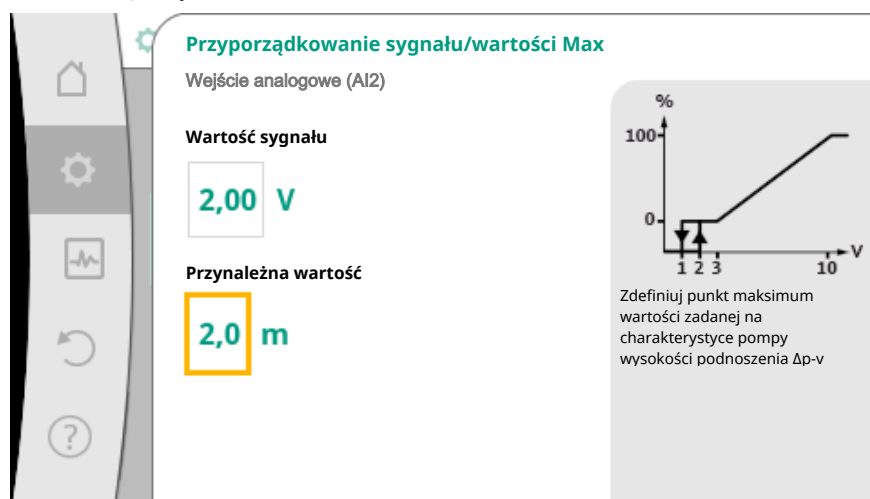 Przyporządkowanie sygnału/wartości Max
Wejście analogowe (AI2)
Wartość sygnału
2,00 V
Przynależna wartość
2,0 m
%
100
0
1 2 3 10 V
Zdefiniuj punkt maksimum
wartości zadanej na
charakterystyce pompy
wysokości podnoszenia Δp-v
?